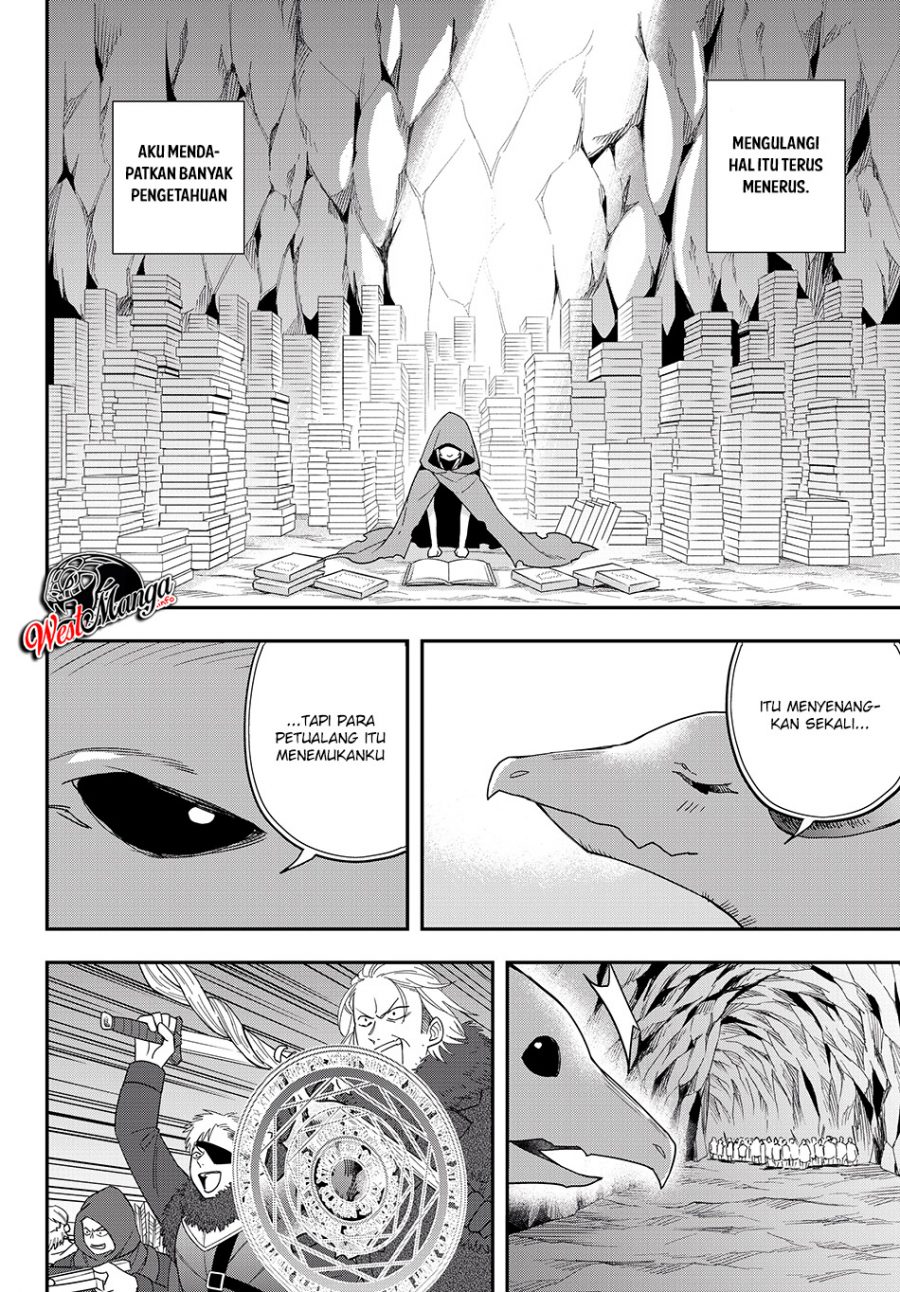 MENGULANGI
HAL ITU TERUS
MENERUS.
AKU MENDA-
PATKAN BANYAK
PENGETAHUAN
WestManga
.info
ITU MENYENANG-
KAN SEKALI...
...TAPI PARA
PETUALANG ITU
MENEMUKANKU